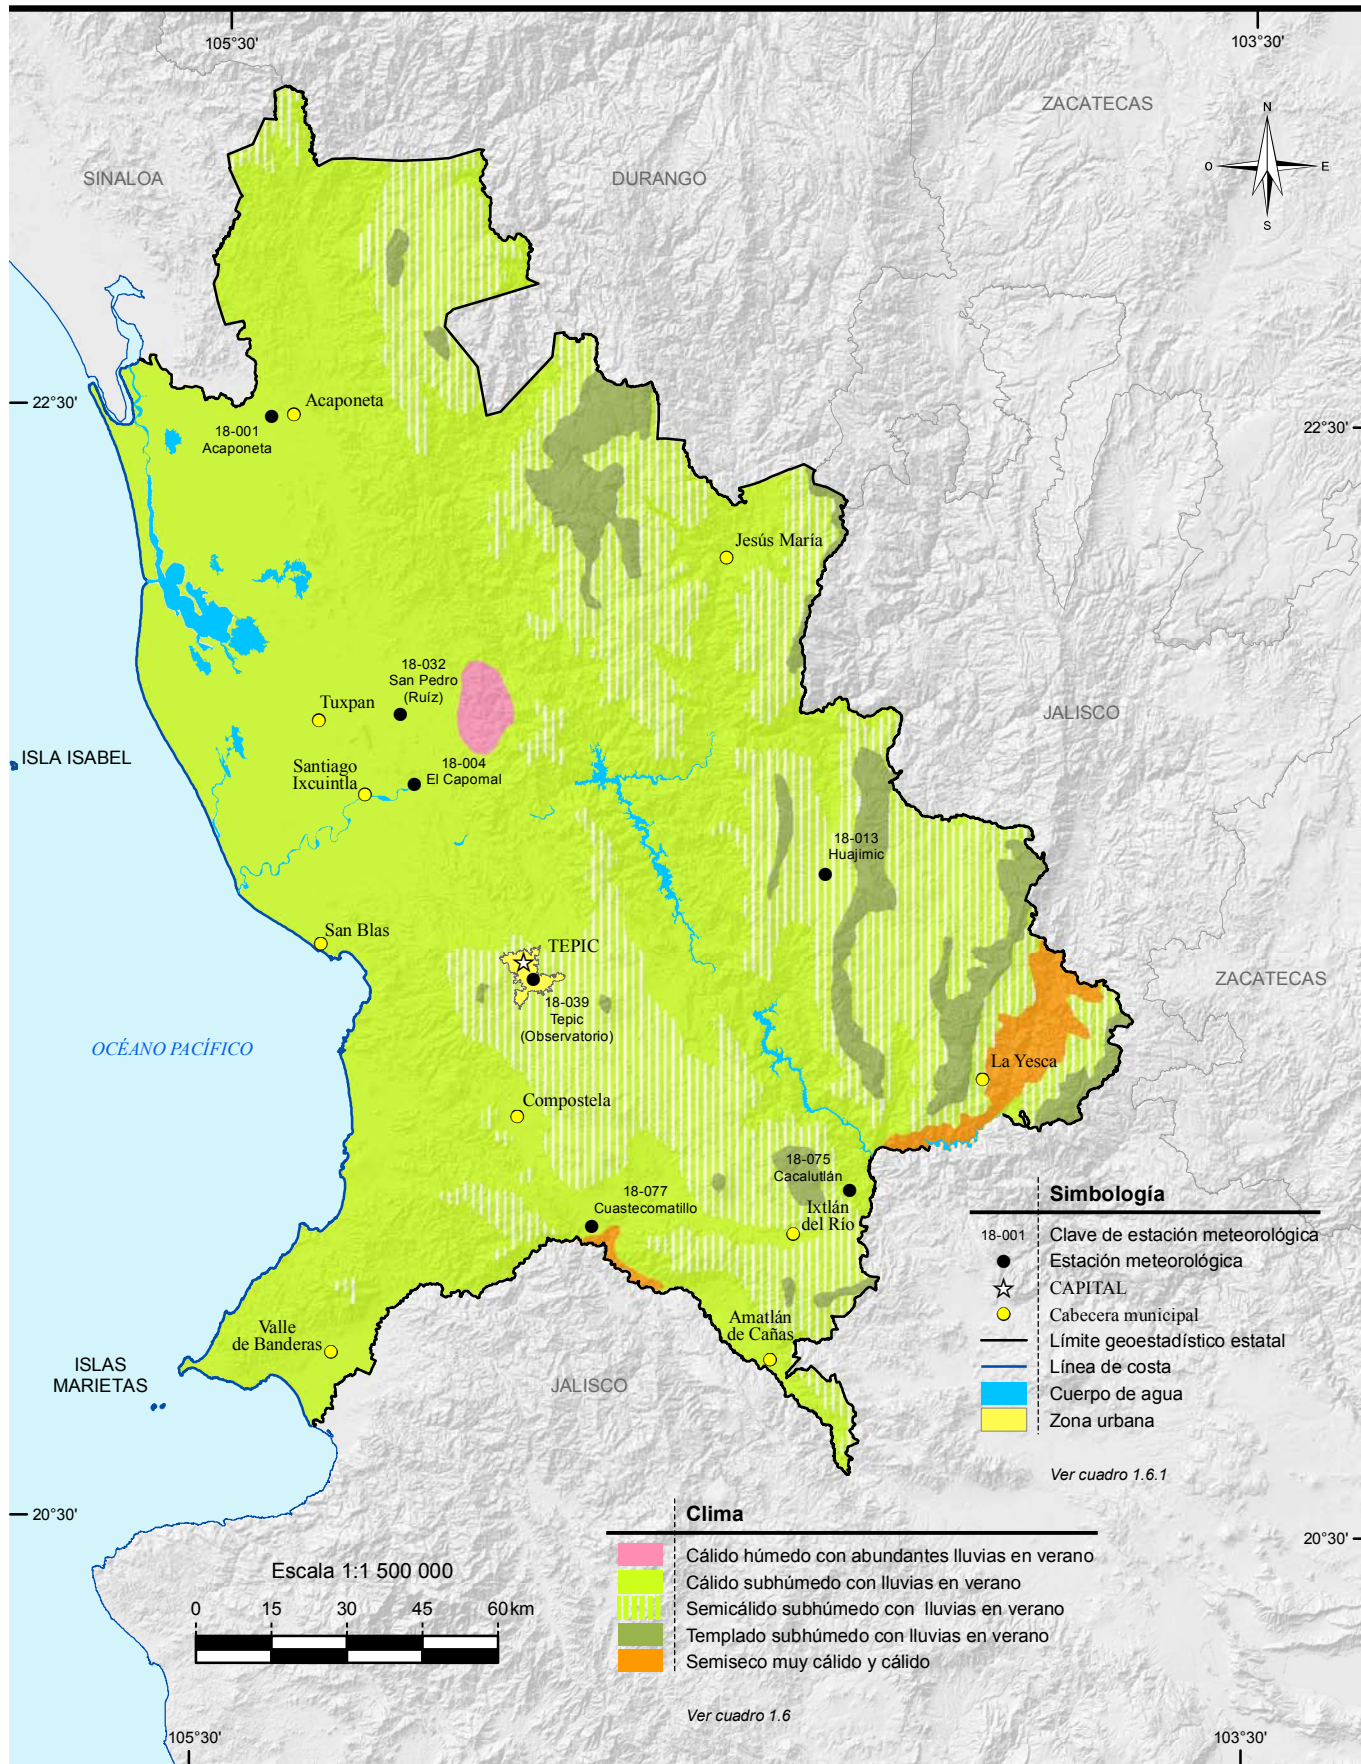 105°30'
103°30'
ZACATECAS
N
O
E
S
SINALOA
DURANGO
22°30'
22°30'
Acaponeta
18-001
Acaponeta
Jesús María
18-032
San Pedro
(Ruíz)
Tuxpan
JALISCO
ISLA ISABEL
18-004
El Capomal
Santiago
Ixcuintla
18-013
Huajimic
San Blas
TEPIC
ZACATECAS
18-039
Tepic
(Observatorio)
OCÉANO PACÍFICO
La Yesca
Compostela
18-075
Cacalutlán
18-077
Cuastecomatillo
Ixtlán
del Río
Valle
de Banderas
Amatlán
de Cañas
ISLAS
MARIETAS
JALISCO
Simbología
18-001 Clave de estación meteorológica
Estación meteorológica
CAPITAL
Cabecera municipal
Límite geoestadístico estatal
Línea de costa
Cuerpo de agua
Zona urbana
Ver cuadro 1.6.1
20°30'
20°30'
Clima
Cálido húmedo con abundantes lluvias en verano
Cálido subhúmedo con lluvias en verano
Semicálido subhúmedo con lluvias en verano
Templado subhúmedo con lluvias en verano
Semiseco muy cálido y cálido
Ver cuadro 1.6
Escala 1:1 500 000
0 15 30 45 60 km
105°30'
103°30'